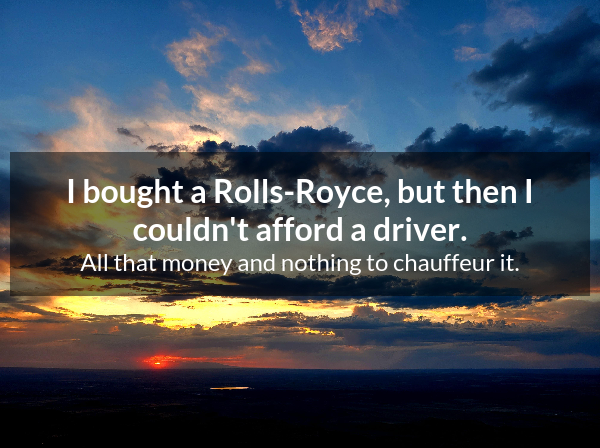 I bought a Rolls-Royce, but then I
couldn't afford a driver.
All that money and nothing to chauffeur it.